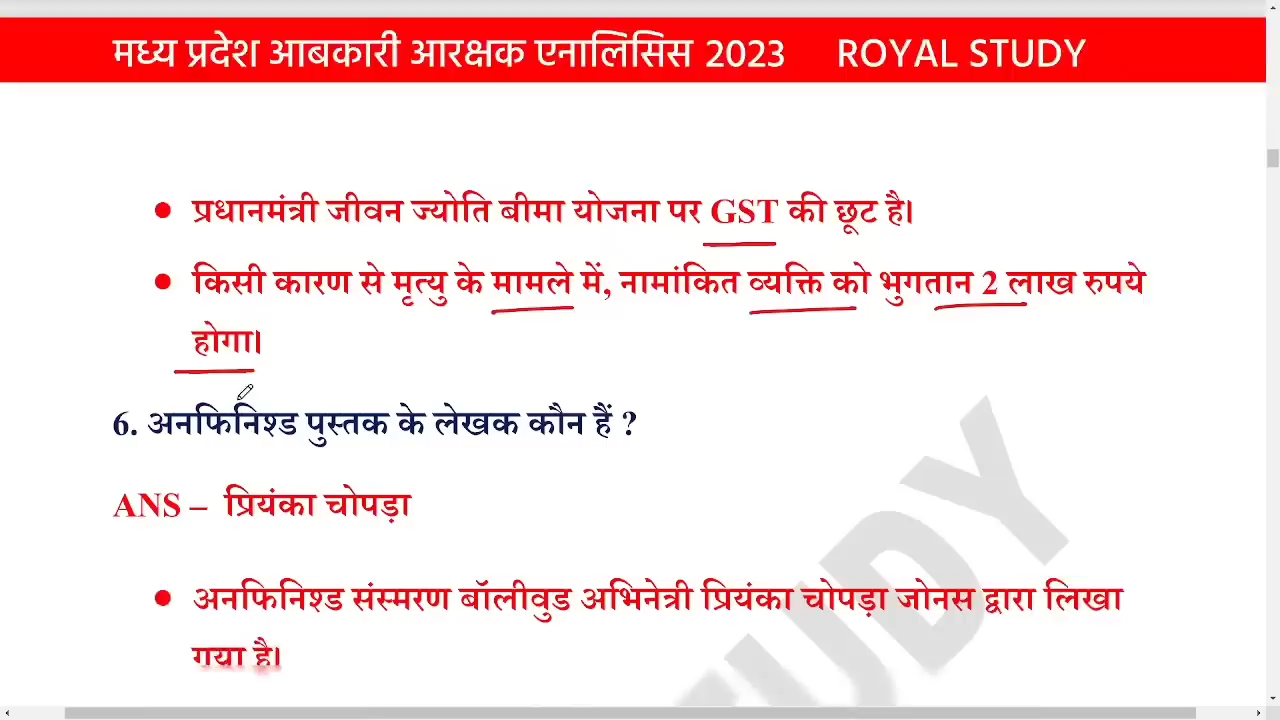 मध्य प्रदेश आबकारी आरक्षक एनालिसिस 2023 ROYAL STUDY
• प्रधानमंत्री जीवन ज्योति बीमा योजना पर GST की छूट है।
• किसी कारण से मृत्यु के मामले में, नामांकित व्यक्ति को भुगतान 2 लाख रुपये
होगा।
6. अनफिनिश्ड पुस्तक के लेखक कौन हैं ?
ANS – प्रियंका चोपड़ा
• अनफिनिश्ड संस्मरण बॉलीवुड अभिनेत्री प्रियंका चोपड़ा जोनस द्वारा लिखा
गया है।
STUDY